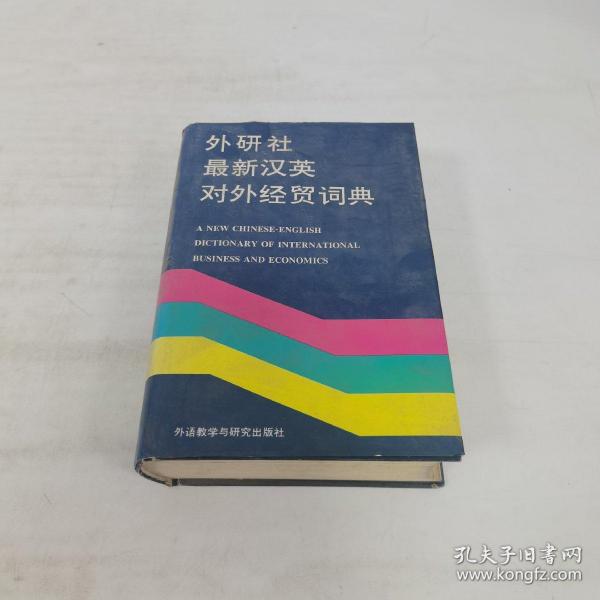 外研社
最新汉英
对外经贸词典
A NEW CHINESE-ENGLISH
DICTIONARY OF INTERNATIONAL
BUSINESS AND ECONOMICS
外语教学与研究出版社
孔夫子旧书网
www.kongfz.com